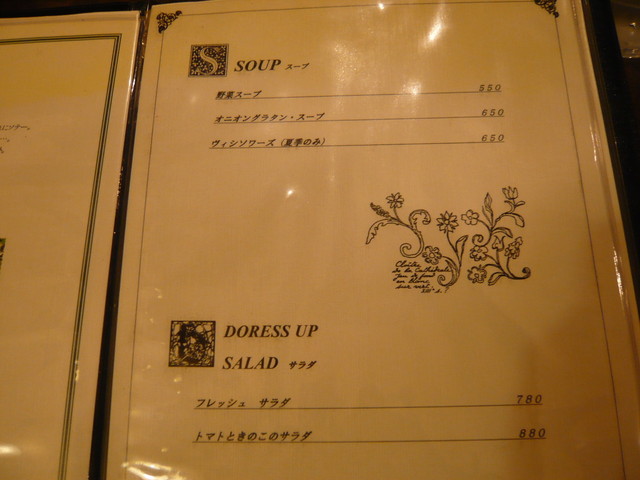 S SOUP スープ
野菜スープ 550
オニオングラタン・スープ 650
ヴィシソワーズ（夏季のみ） 650
de la Cathédrale
D DORESS UP
SALAD サラダ
フレッシュ サラダ 780
トマトときのこのサラダ 880